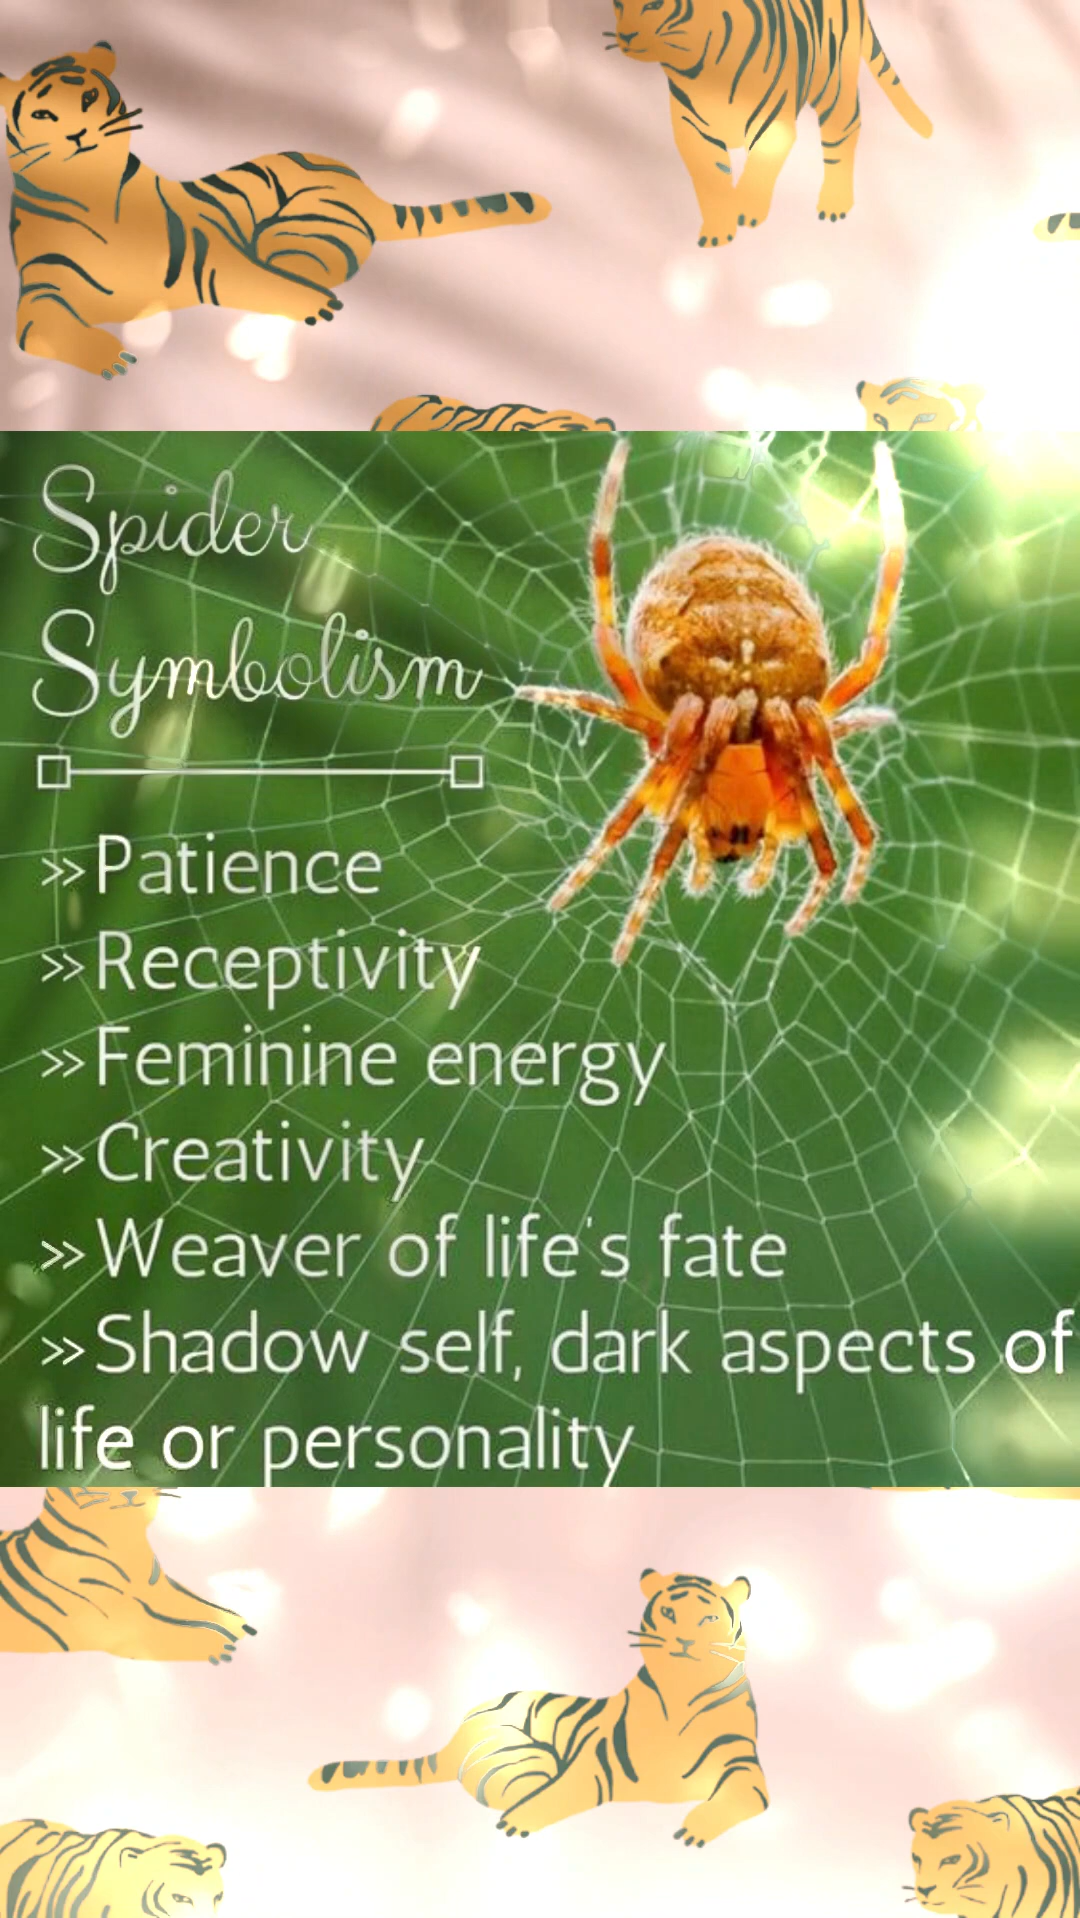 Spider
Symbolism
»Patience
»Receptivity
»Feminine energy
»Creativity
»Weaver of life's fate
»Shadow self, dark aspects of
life or personality